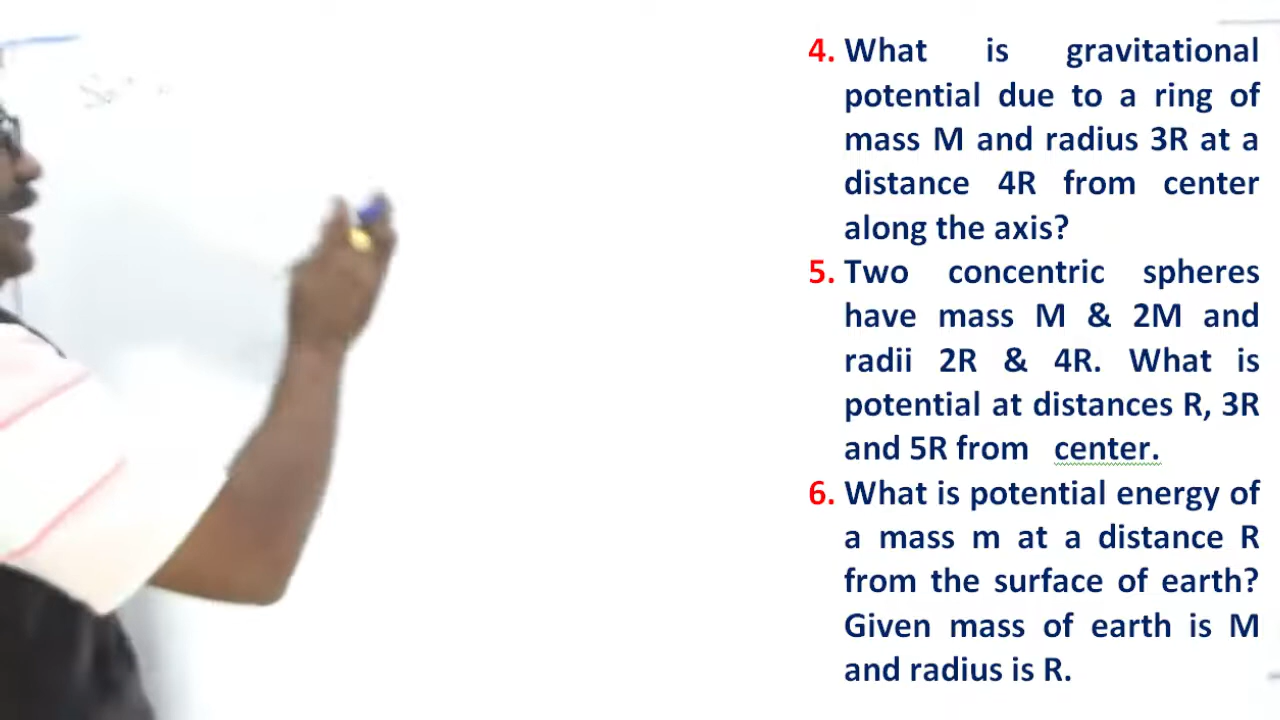 4. What is gravitational
potential due to a ring of
mass M and radius 3R at a
distance 4R from center
along the axis?
5. Two concentric spheres
have mass M & 2M and
radii 2R & 4R. What is
potential at distances R, 3R
and 5R from center.
6. What is potential energy of
a mass m at a distance R
from the surface of earth?
Given mass of earth is M
and radius is R.